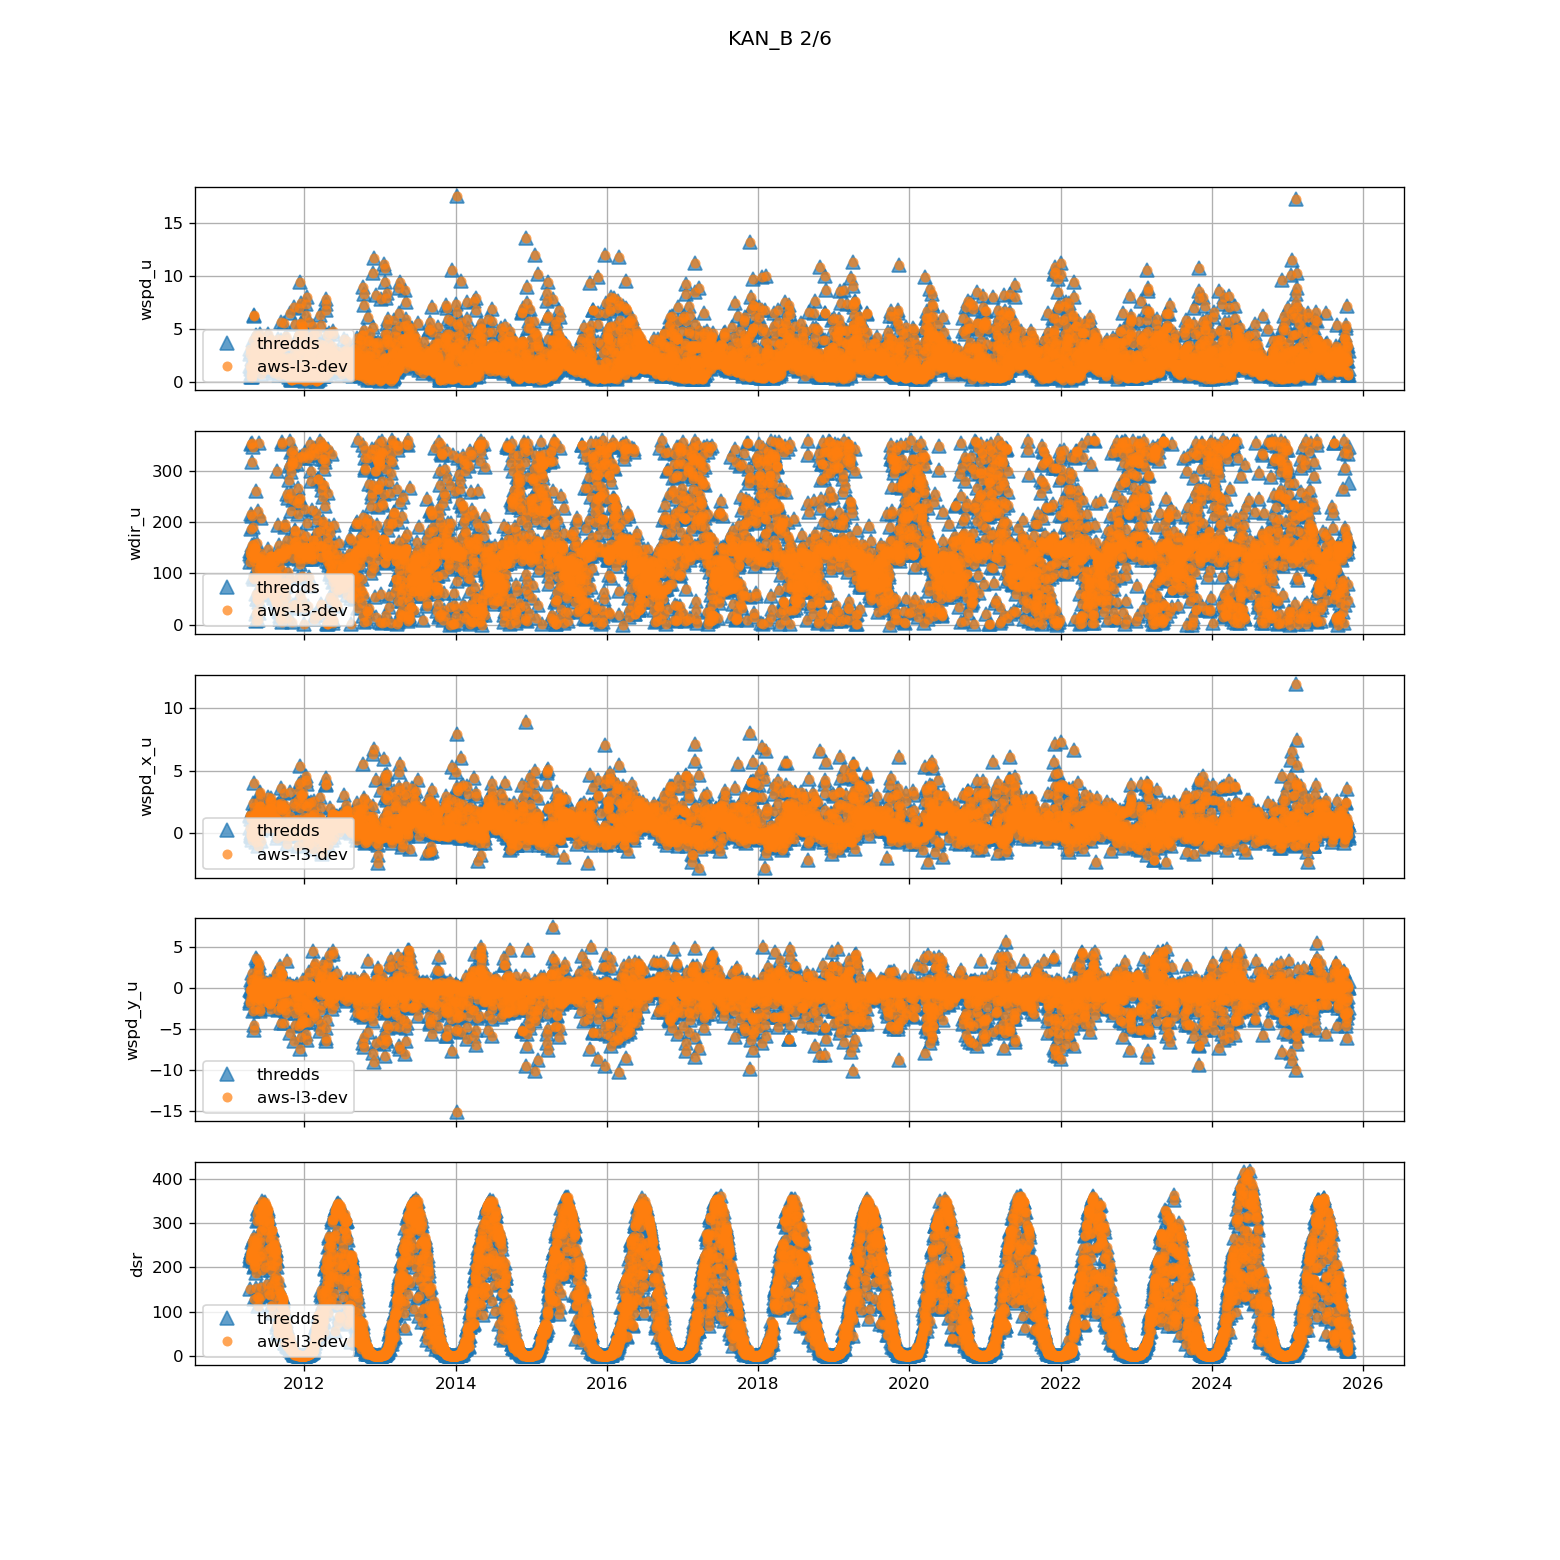 KAN_B 2/6
wspd_u
15
10
5
0
thredds
aws-l3-dev
wdir_u
300
200
100
0
thredds
aws-l3-dev
wspd_x_u
10
5
0
thredds
aws-l3-dev
wspd_y_u
5
0
−5
−10
−15
thredds
aws-l3-dev
dsr
400
300
200
100
0
thredds
aws-l3-dev
2012 2014 2016 2018 2020 2022 2024 2026